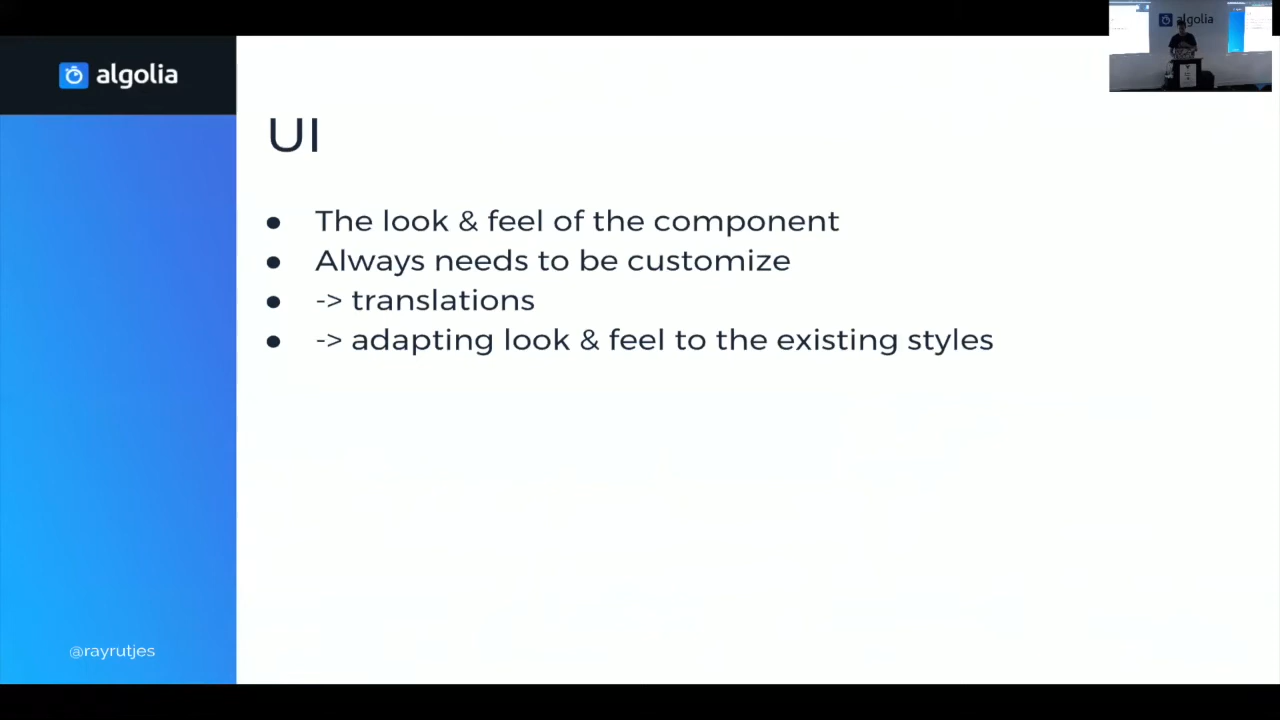 algolia
algolia
UI
● The look & feel of the component
● Always needs to be customize
● -> translations
● -> adapting look & feel to the existing styles
@rayrutjes